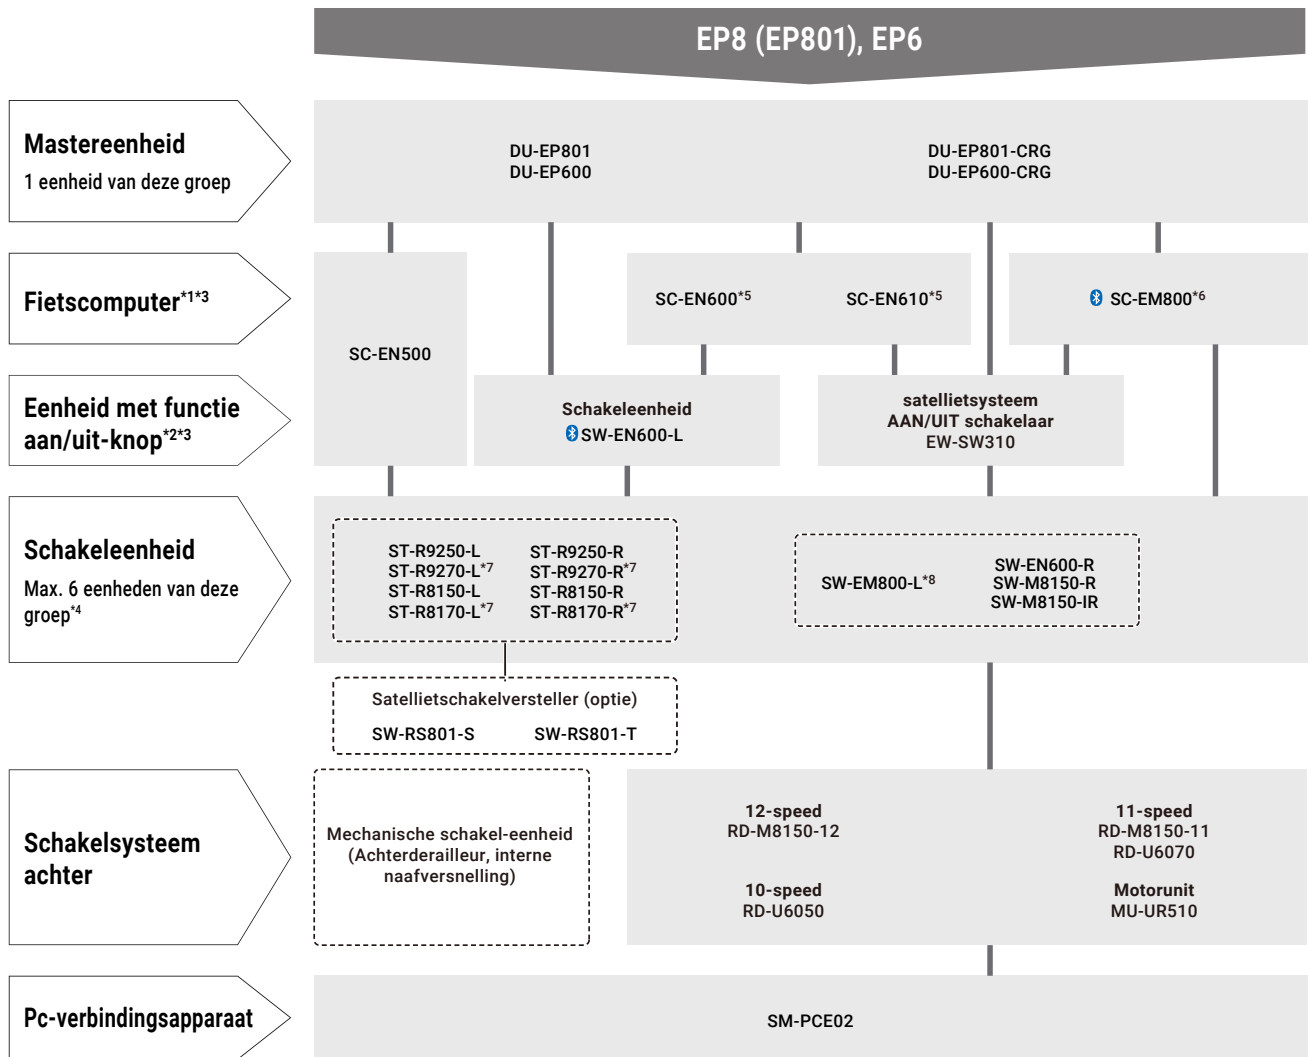 EP8 (EP801), EP6
Mastereenheid
1 eenheid van deze groep
DU-EP801
DU-EP600
DU-EP801-CRG
DU-EP600-CRG
Fietscomputer*1*3
SC-EN500
SC-EN600*5
SC-EN610*5
SC-EM800*6
Eenheid met functie
aan/uit-knop*2*3
Schakeleenheid
SW-EN600-L
satellietsysteem
AAN/UIT schakelaar
EW-SW310
Schakeleenheid
Max. 6 eenheden van deze
groep*4
ST-R9250-L
ST-R9270-L*7
ST-R8150-L
ST-R8170-L*7
ST-R9250-R
ST-R9270-R*7
ST-R8150-R
ST-R8170-R*7
SW-EM800-L*8
SW-EN600-R
SW-M8150-R
SW-M8150-IR
Satellietschakelversteller (optie)
SW-RS801-S
SW-RS801-T
Schakelsysteem
achter
Mechanische schakel-eenheid
(Achterderailleur, interne
naafversnelling)
12-speed
RD-M8150-12
11-speed
RD-M8150-11
RD-U6070
10-speed
RD-U6050
Motorunit
MU-UR510
Pc-verbindingsapparaat
SM-PCE02